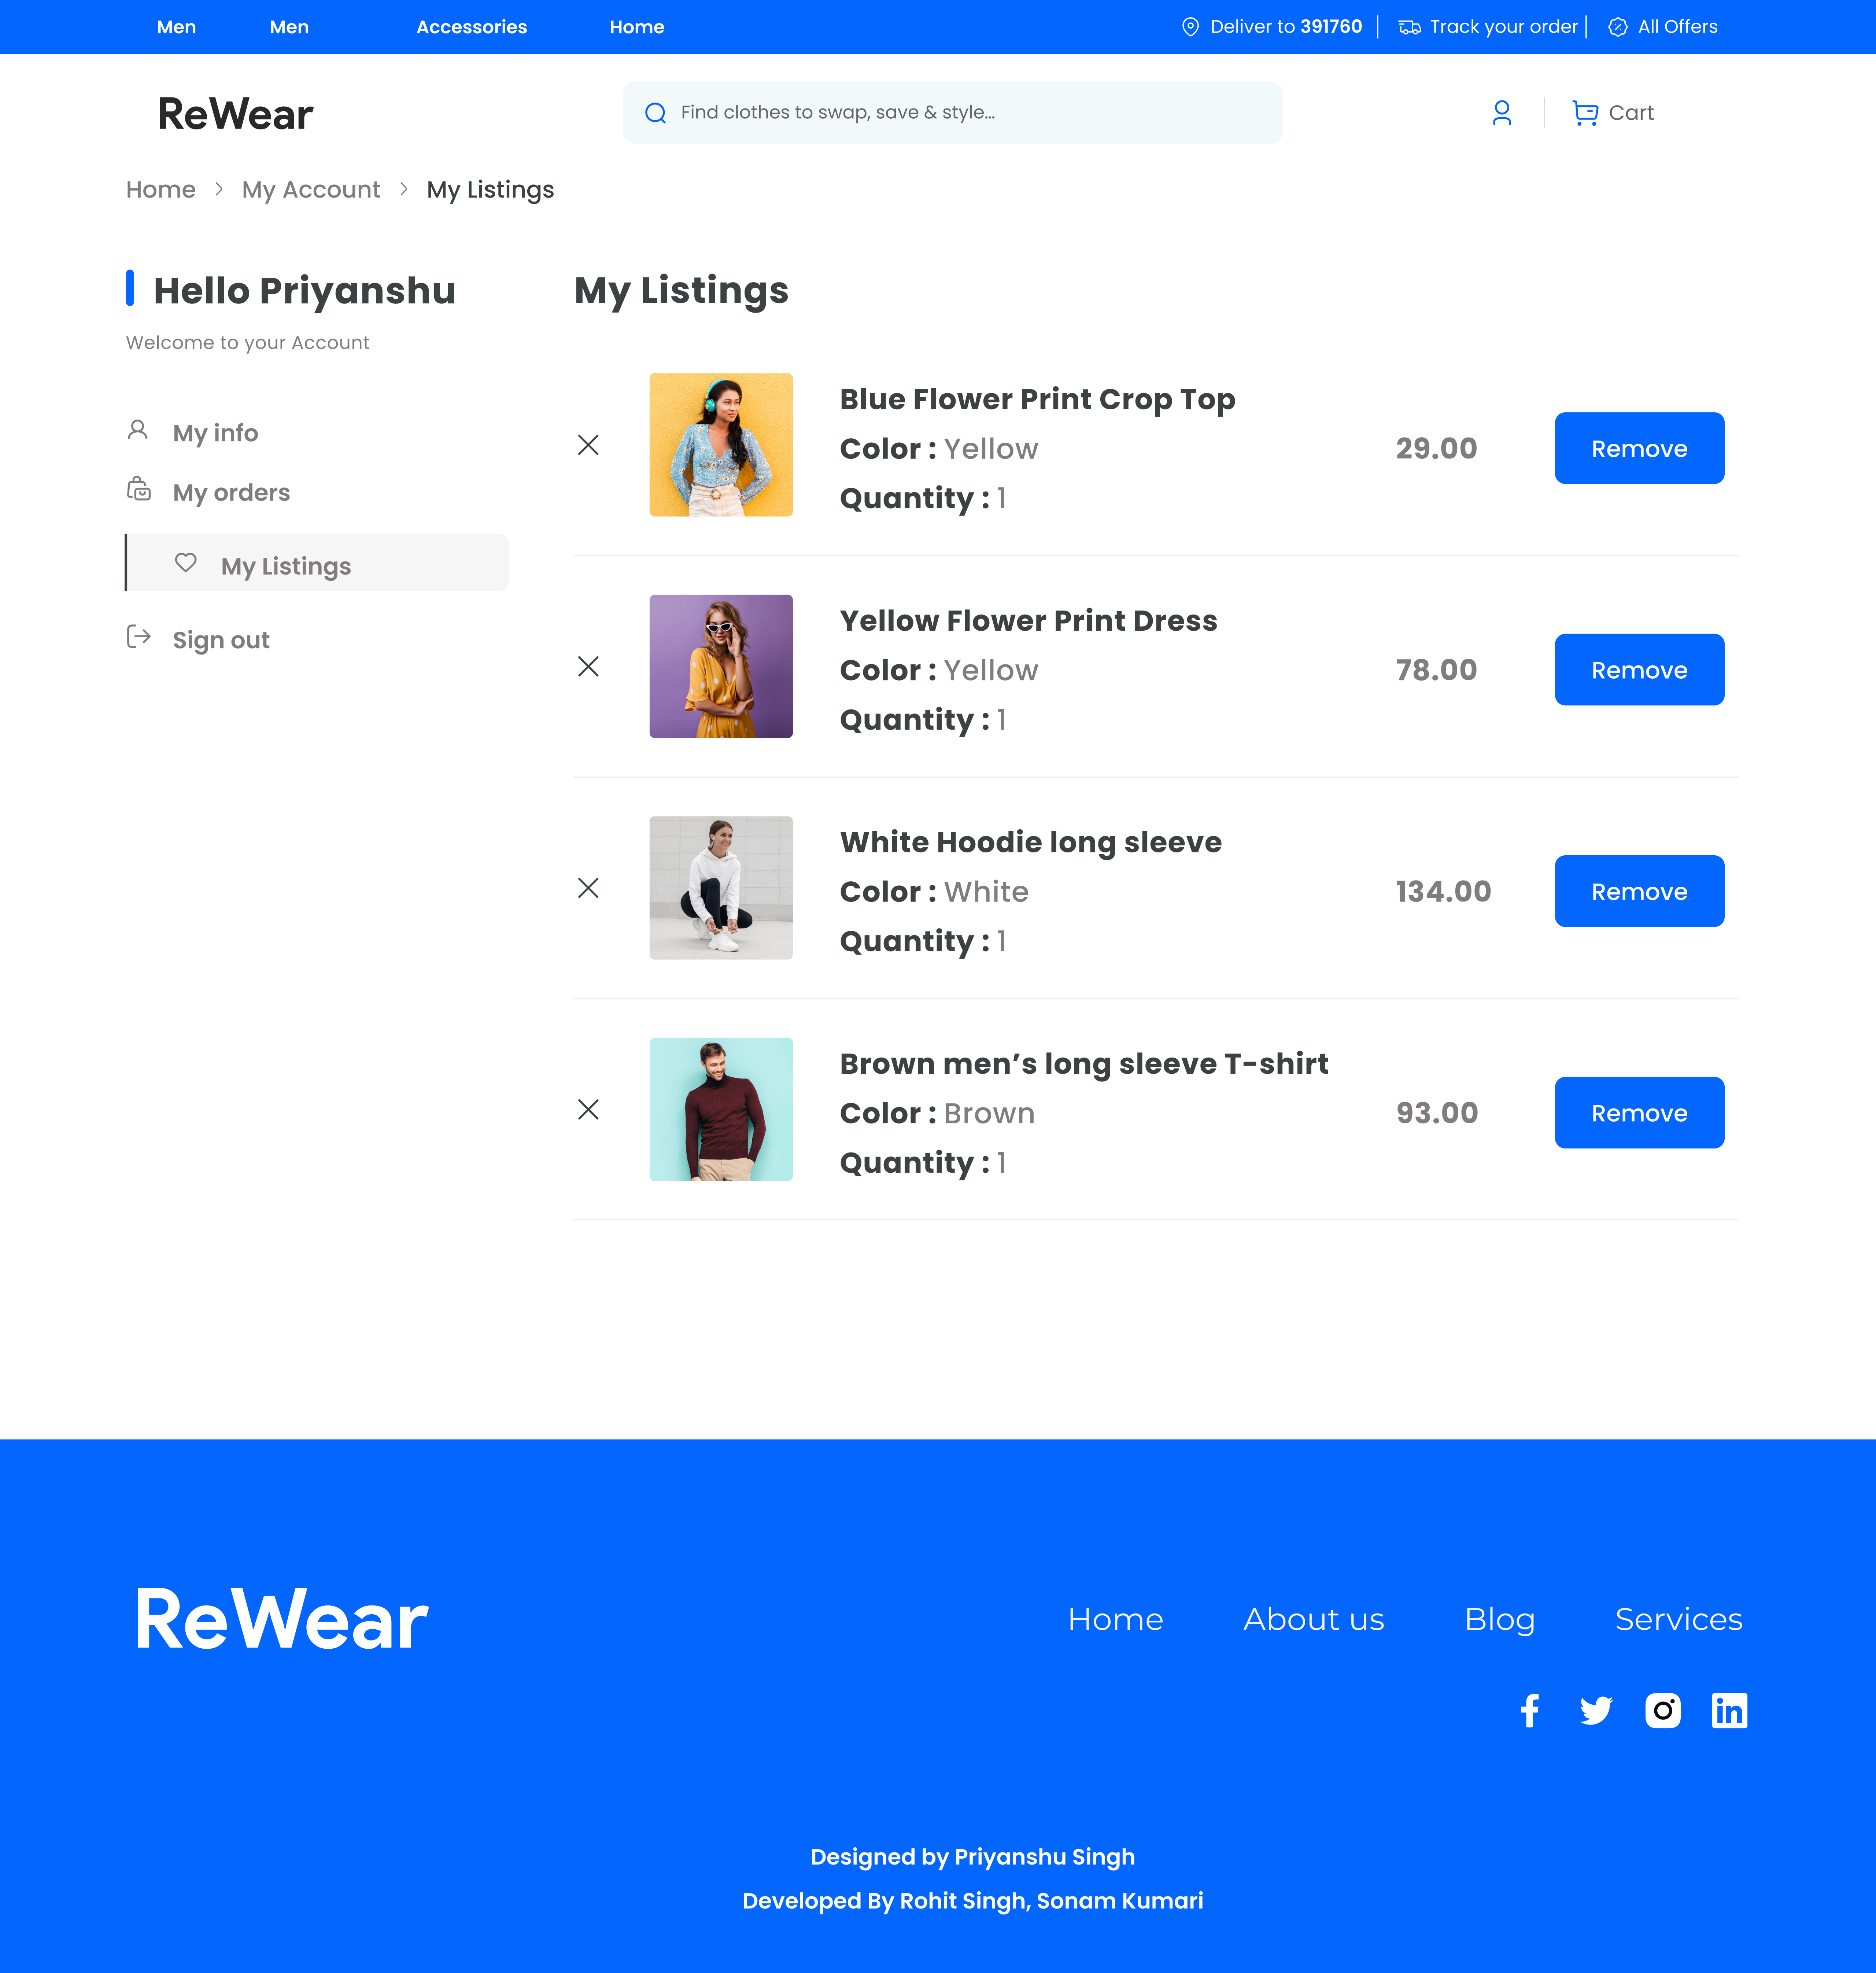 Men Men Accessories Home Deliver to 391760 Track your order All Offers
ReWear Find clothes to swap, save & style... Cart
Home My Account My Listings
Hello Priyanshu
Welcome to your Account
My info
My orders
My Listings
Sign out
My Listings
Blue Flower Print Crop Top
Color : Yellow
Quantity : 1
29.00
Remove
Yellow Flower Print Dress
Color : Yellow
Quantity : 1
78.00
Remove
White Hoodie long sleeve
Color : White
Quantity : 1
134.00
Remove
Brown men’s long sleeve T-shirt
Color : Brown
Quantity : 1
93.00
Remove
ReWear
Home About us Blog Services
Designed by Priyanshu Singh
Developed By Rohit Singh, Sonam Kumari